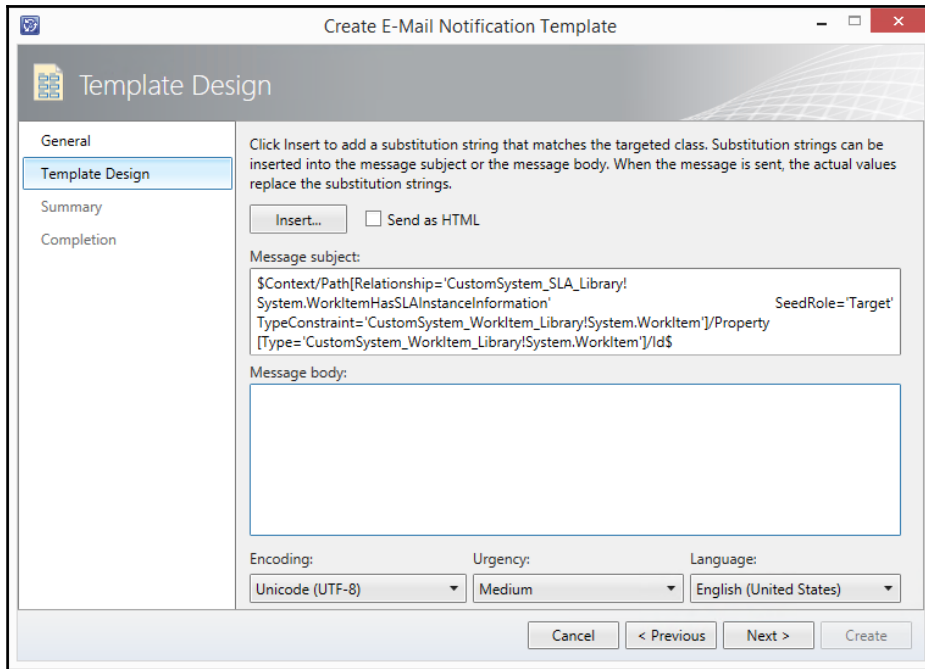 Create E-Mail Notification Template
Template Design
General
Template Design
Summary
Completion
Click Insert to add a substitution string that matches the targeted class. Substitution strings can be
inserted into the message subject or the message body. When the message is sent, the actual values
replace the substitution strings.
Insert...
Send as HTML
Message subject:
$Context/Path[Relationship='CustomSystem_SLA_Library!
System.WorkItemHasSLAInstanceInformation' SeedRole='Target'
TypeConstraint='CustomSystem_WorkItem_Library!System.WorkItem']/Property
[Type='CustomSystem_WorkItem_Library!System.WorkItem']/Id$
Message body:
Encoding: Urgency: Language:
Unicode (UTF-8) Medium English (United States)
Cancel < Previous Next > Create